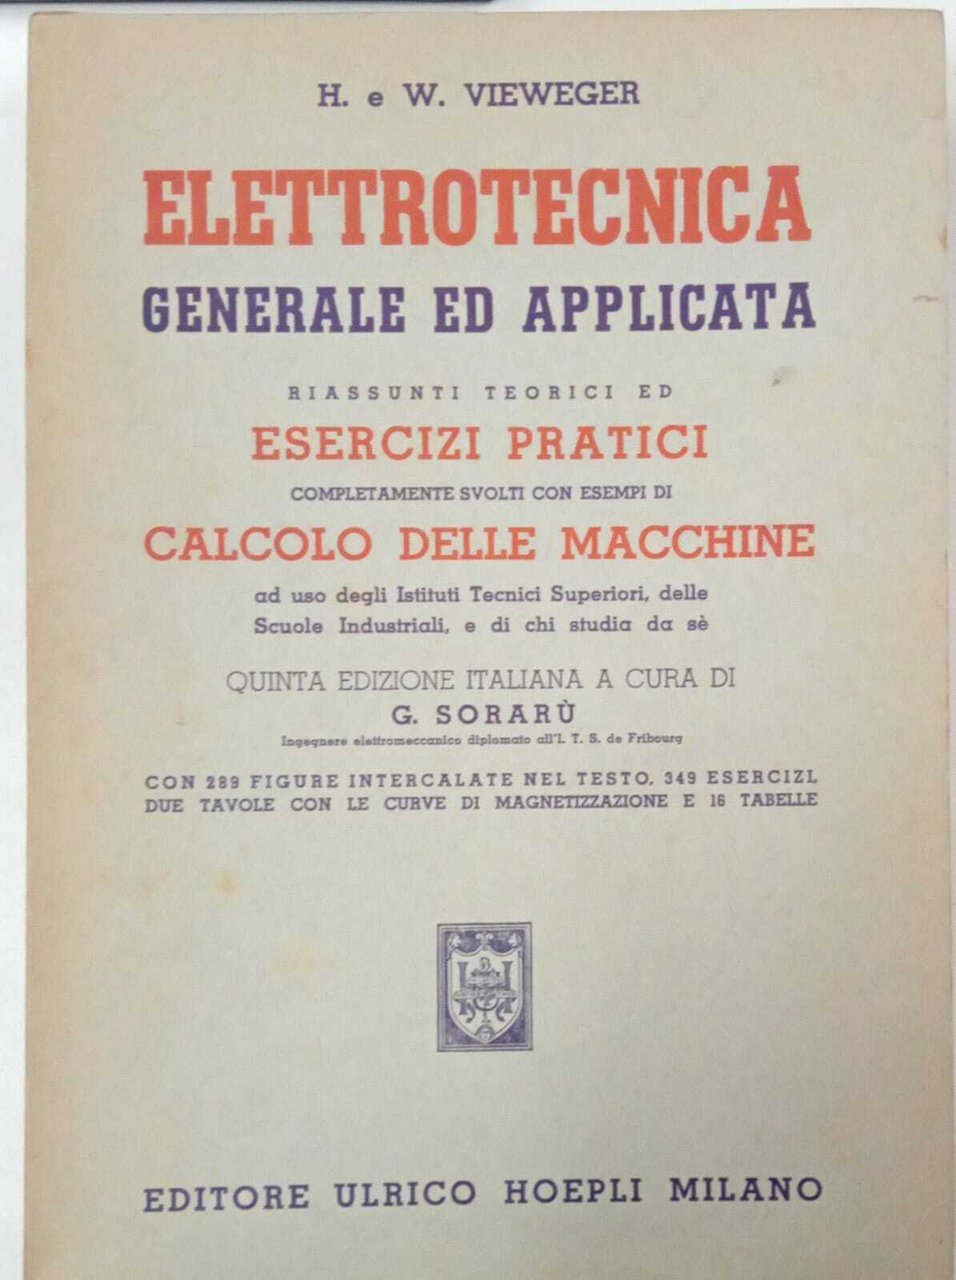 H. e W. VIEWEGER
ELETTROTECNICA
GENERALE ED APPLICATA
RIASSUNTI TEORICI ED
ESERCIZI PRATICI
COMPLETAMENTE SVOLTI CON ESEMPI DI
CALCOLO DELLE MACCHINE
ad uso degli Istituti Tecnici Superiori, delle
Scuole Industriali, e di chi studia da sè
QUINTA EDIZIONE ITALIANA A CURA DI
G. SORARÙ
Ingegnere elettromeccanico diplomato all'I. T. S. de Fribourg
CON 289 FIGURE INTERCALATE NEL TESTO, 349 ESERCIZI,
DUE TAVOLE CON LE CURVE DI MAGNETIZZAZIONE E 16 TABELLE
EDITORE ULRICO HOEPLI MILANO